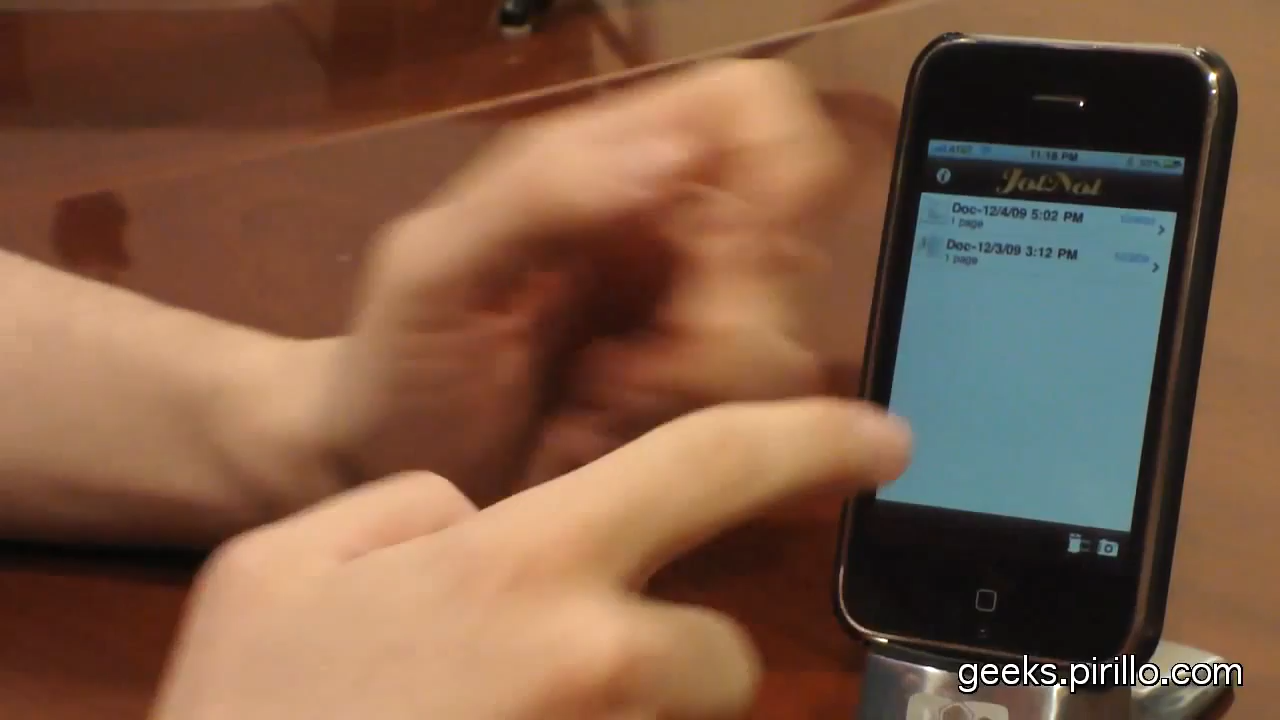 AT&T 11:18 PM
JotNot
Doc-12/4/09 5:02 PM
1 page
Doc-12/3/09 3:12 PM
1 page
geeks.pirillo.com